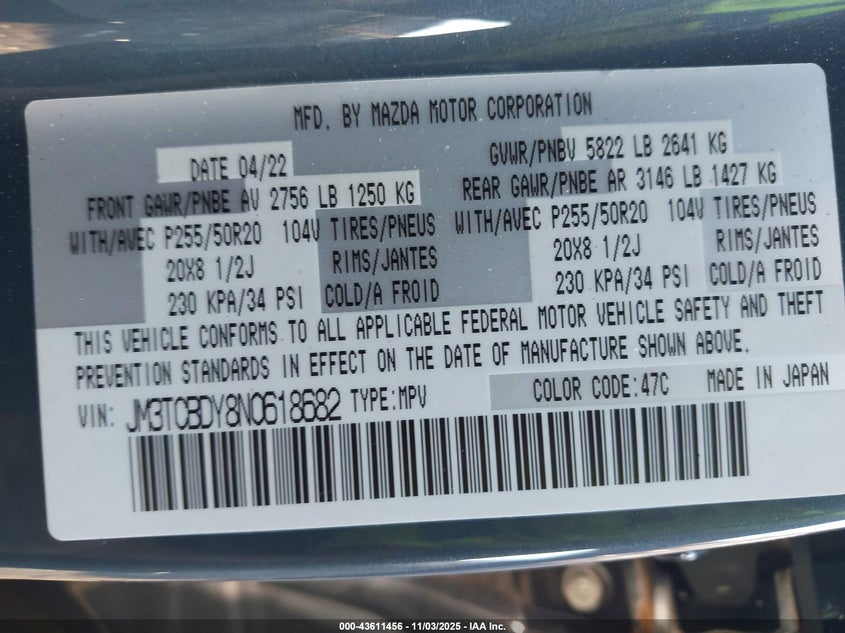 MFD. BY MAZDA MOTOR CORPORATION
DATE 04/22
GVWR/PNBV 5822 LB 2641 KG
FRONT GAWR/PNBE AV 2756 LB 1250 KG
REAR GAWR/PNBE AR 3146 LB 1427 KG
WITH/AVEC P255/50R20 104V TIRES/PNEUS
WITH/AVEC P255/50R20 104V TIRES/PNEUS
20X8 1/2J RIMS/JANTES
20X8 1/2J RIMS/JANTES
230 KPA/34 PSI COLD/A FROID
230 KPA/34 PSI COLD/A FROID
THIS VEHICLE CONFORMS TO ALL APPLICABLE FEDERAL MOTOR VEHICLE SAFETY AND THEFT
PREVENTION STANDARDS IN EFFECT ON THE DATE OF MANUFACTURE SHOWN ABOVE.
VIN: JM3TCBDY8N0618682 TYPE:MPV COLOR CODE:47C MADE IN JAPAN
000-43611456 - 11/03/2025 - IAA Inc.